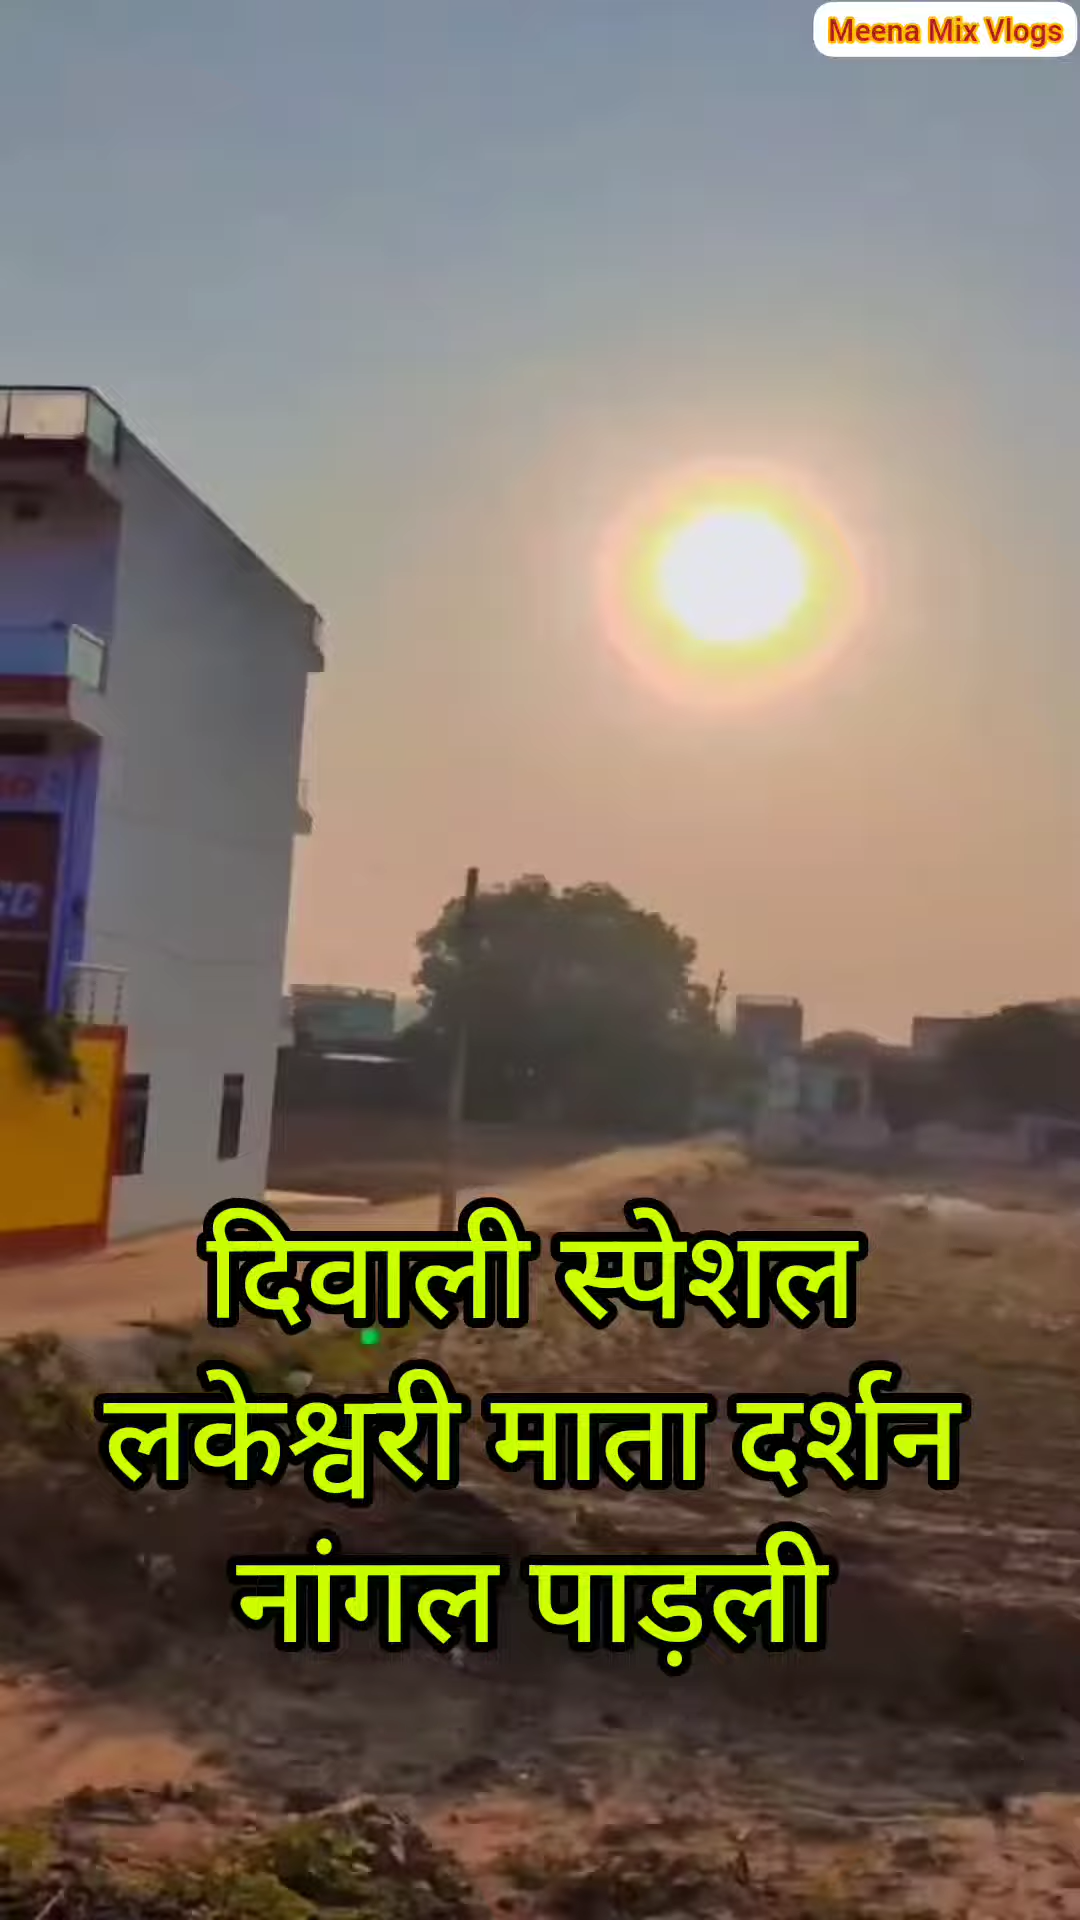 Meena Mix Vlogs
दिवाली स्पेशल
लकेश्वरी माता दर्शन
नांगल पाड़ली